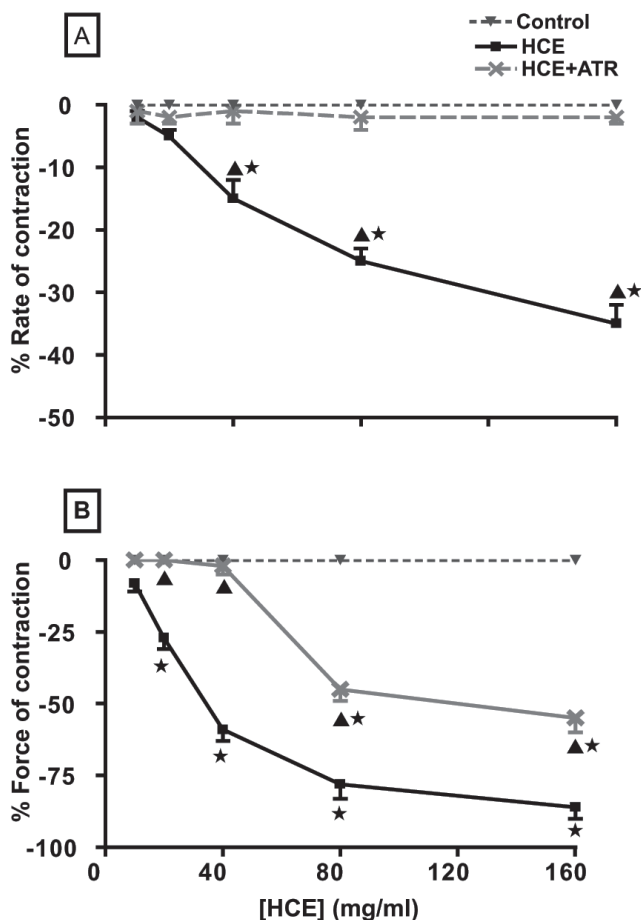 A
Control
HCE
HCE+ATR
% Rate of contraction
0
-10
-20
-30
-40
-50
B
% Force of contraction
0
-25
-50
-75
-100
0 40 80 120 160
[HCE] (mg/ml)